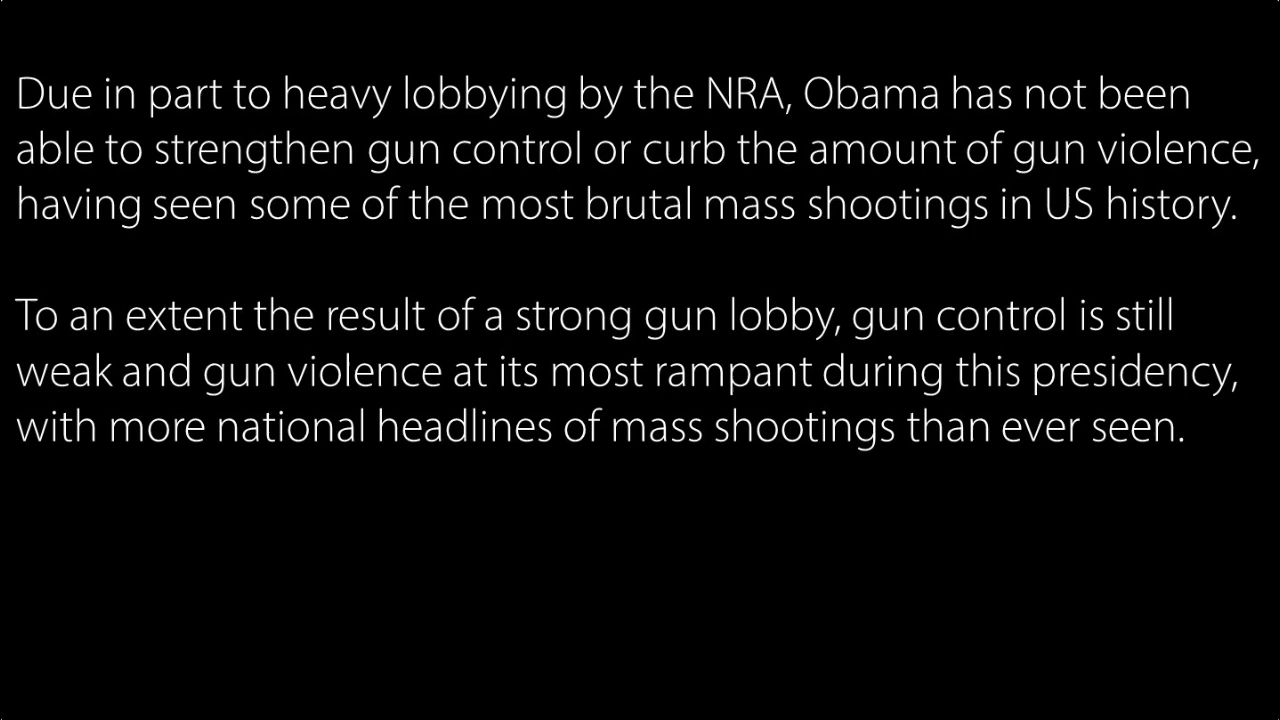 Due in part to heavy lobbying by the NRA, Obama has not been
able to strengthen gun control or curb the amount of gun violence,
having seen some of the most brutal mass shootings in US history.
To an extent the result of a strong gun lobby, gun control is still
weak and gun violence at its most rampant during this presidency,
with more national headlines of mass shootings than ever seen.